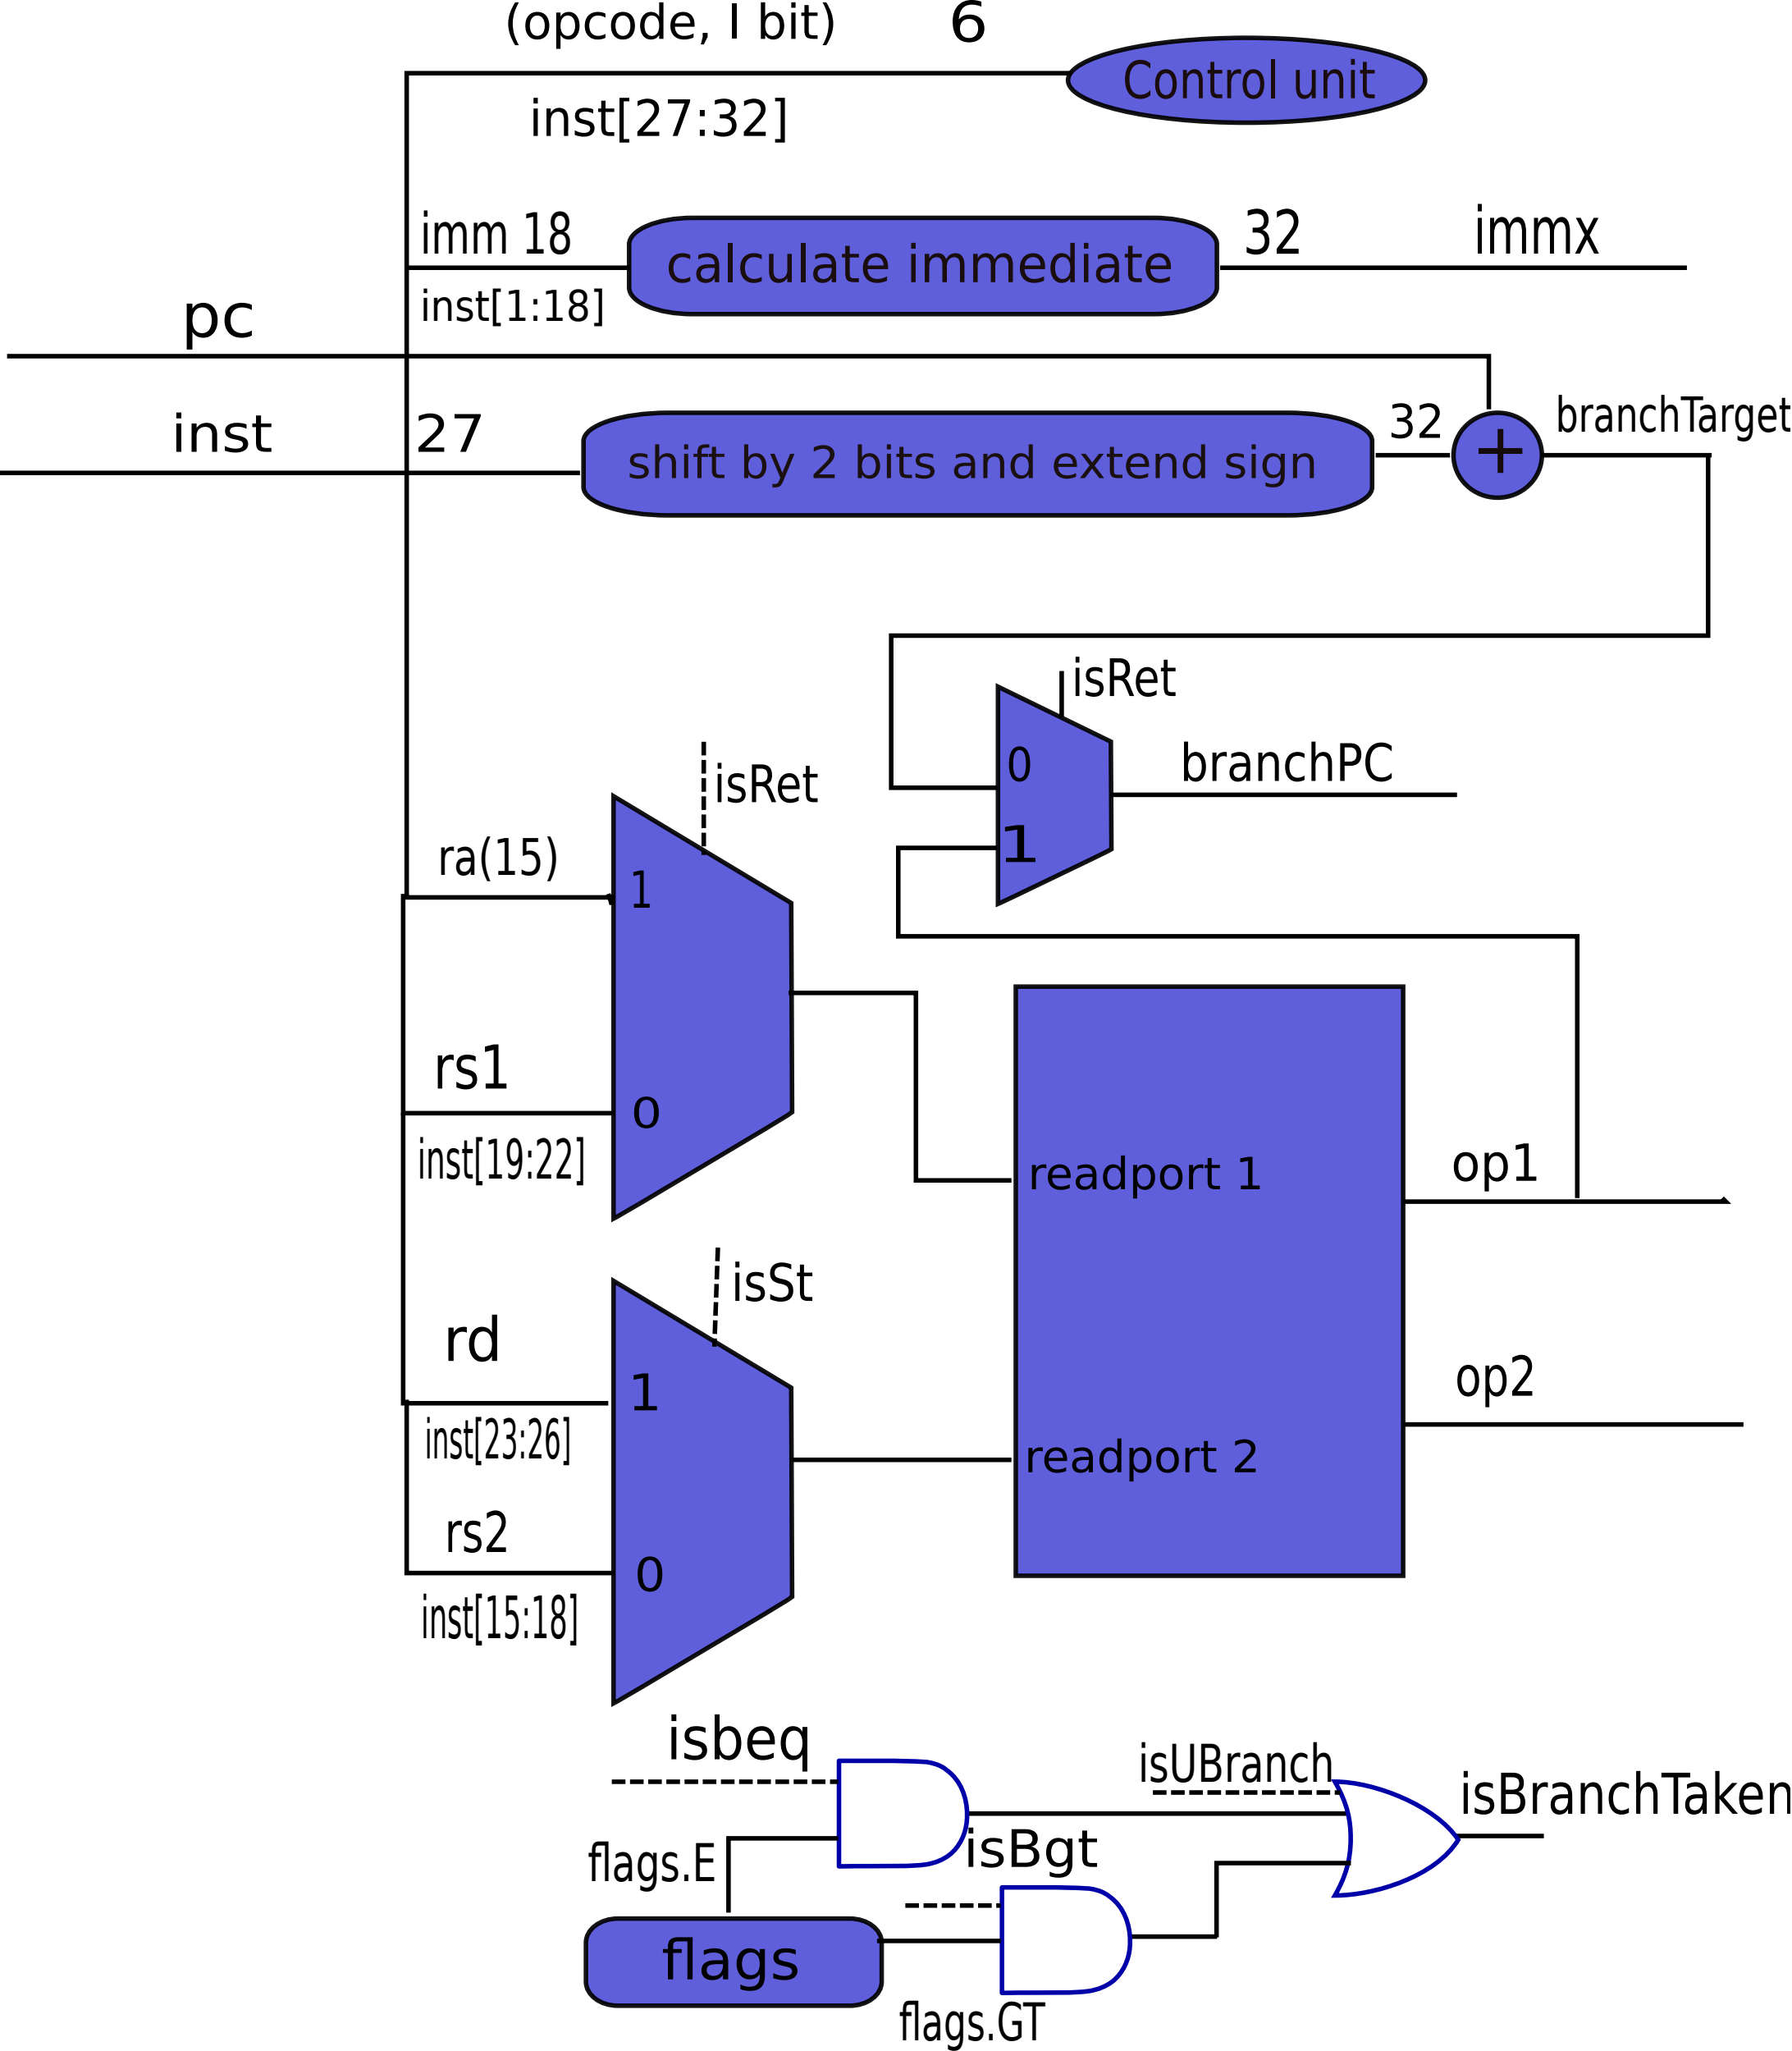 (opcode, I bit) 6
Control unit
inst[27:32]
imm 18
calculate immediate
32
immx
inst[1:18]
pc
inst
27
shift by 2 bits and extend sign
32
+
branchTarget
isRet
0
branchPC
1
isRet
ra(15)
1
rs1
0
inst[19:22]
readport 1
op1
isSt
rd
1
inst[23:26]
op2
readport 2
rs2
0
inst[15:18]
isbeq
isUBranch
isBranchTaken
flags.E
isBgt
flags
flags.GT